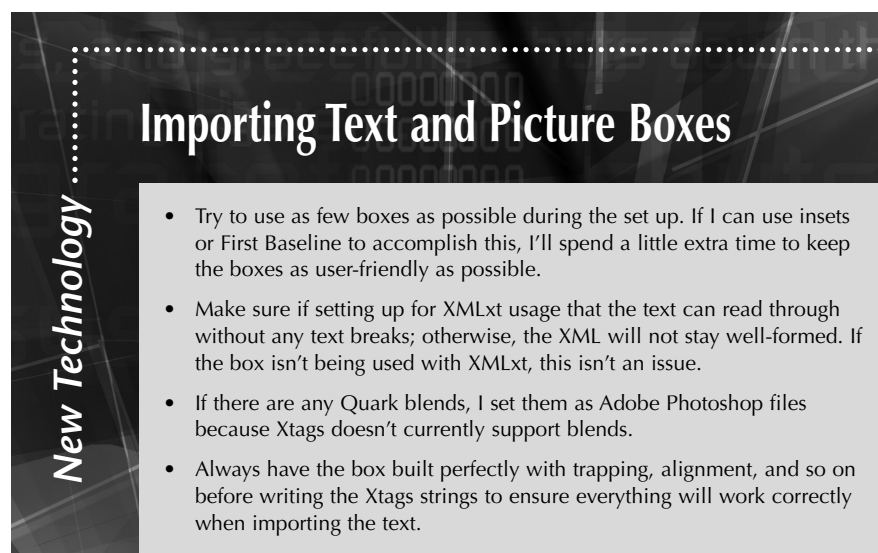 Importing Text and Picture Boxes
New Technology
• Try to use as few boxes as possible during the set up. If I can use insets
or First Baseline to accomplish this, I’ll spend a little extra time to keep
the boxes as user-friendly as possible.
• Make sure if setting up for XMLxt usage that the text can read through
without any text breaks; otherwise, the XML will not stay well-formed. If
the box isn’t being used with XMLxt, this isn’t an issue.
• If there are any Quark blends, I set them as Adobe Photoshop files
because Xtags doesn’t currently support blends.
• Always have the box built perfectly with trapping, alignment, and so on
before writing the Xtags strings to ensure everything will work correctly
when importing the text.